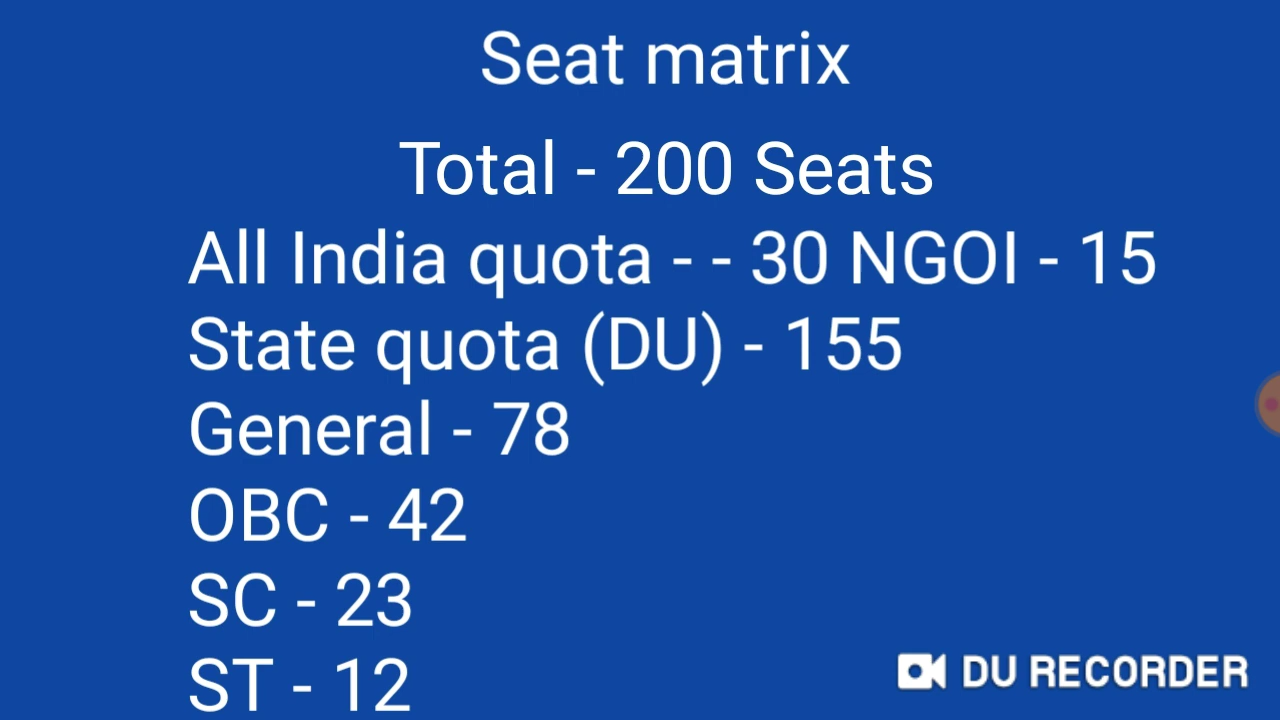 Seat matrix
Total - 200 Seats
All India quota - - 30 NGOI - 15
State quota (DU) - 155
General - 78
OBC - 42
SC - 23
ST - 12
DU RECORDER